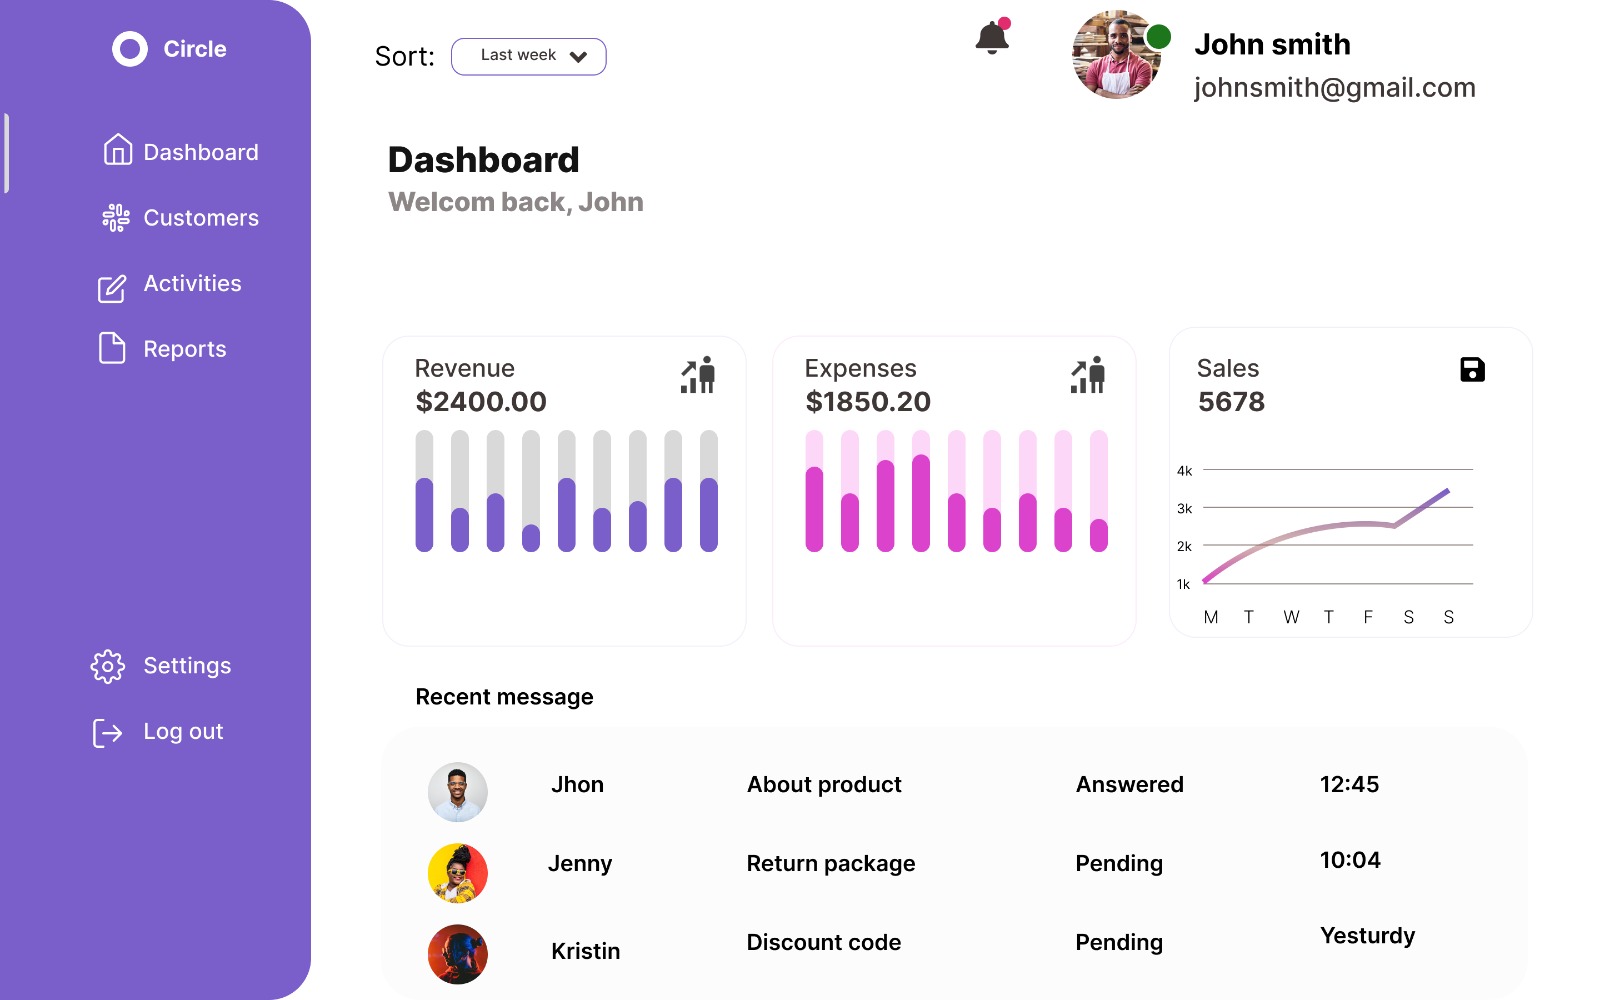 Circle
Dashboard
Customers
Activities
Reports
Settings
Log out
Sort: Last week
John smith
johnsmith@gmail.com
Dashboard
Welcom back, John
Revenue
$2400.00
Expenses
$1850.20
Sales
5678
4k
3k
2k
1k
M T W T F S S
Recent message
Jhon About product Answered 12:45
Jenny Return package Pending 10:04
Kristin Discount code Pending Yesturdy